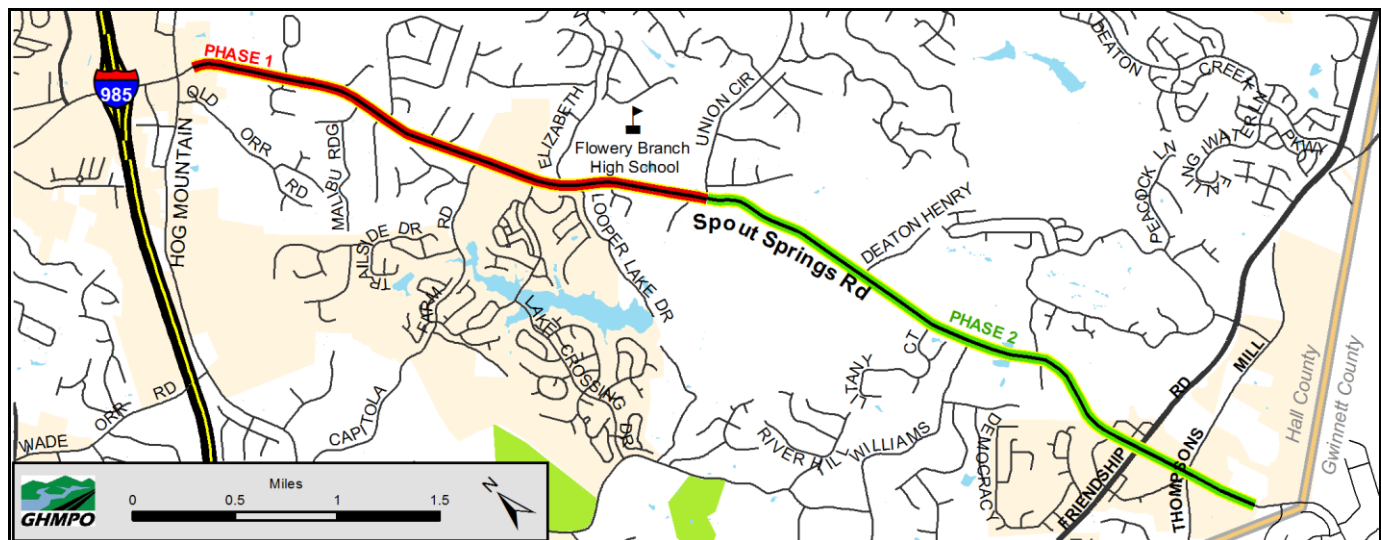 985
PHASE 1
HOG MOUNTAIN
OLD
ORR
RD
MALIBU RDG
ELIZABETH
Flowery Branch
High School
UNION CIR
LOOPER LAKE DR
Spout Springs Rd
DEATON HENRY
PHASE 2
DEATON
CREEK
PKWY
FALLING WATER LN
PEACOCK LN
TRAILSIDE DR
FARM
RD
LAKE
CROSSING
DR
CAPITOLA
WADE
ORR
RD
TANY
CT
RIVER HILL
WILLIAMS
DEMOCRACY
FRIENDSHIP
RD
THOMPSONS
MILL
Hall County
Gwinnett County
GHMPO
Miles
0 0.5 1 1.5
N